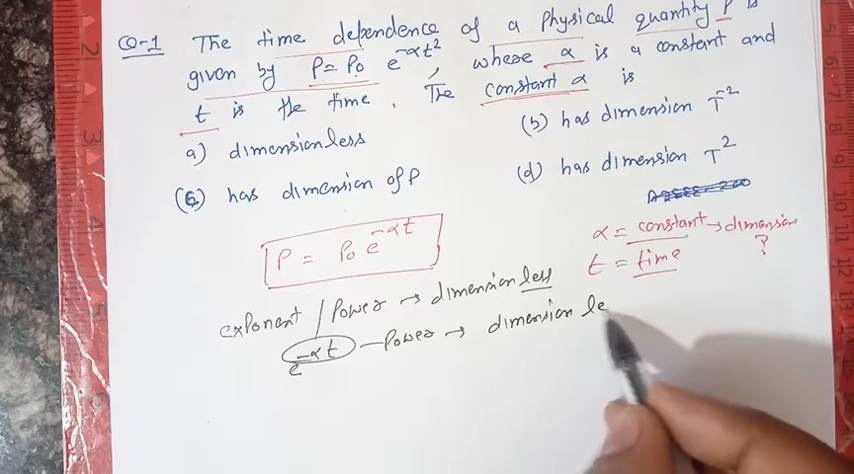 Q-1 The time dependence of a Physical quantity P is
given by P = P₀ e^-αt², where α is a constant and
t is the time. The constant α is
a) dimensionless
(b) has dimension T^-2
(c) has dimension of P
(d) has dimension T²
P = P₀ e^-αt
α = constant → dimension
?
t = time
exponent / Power → dimensionless
e^-αt – Power → dimension le